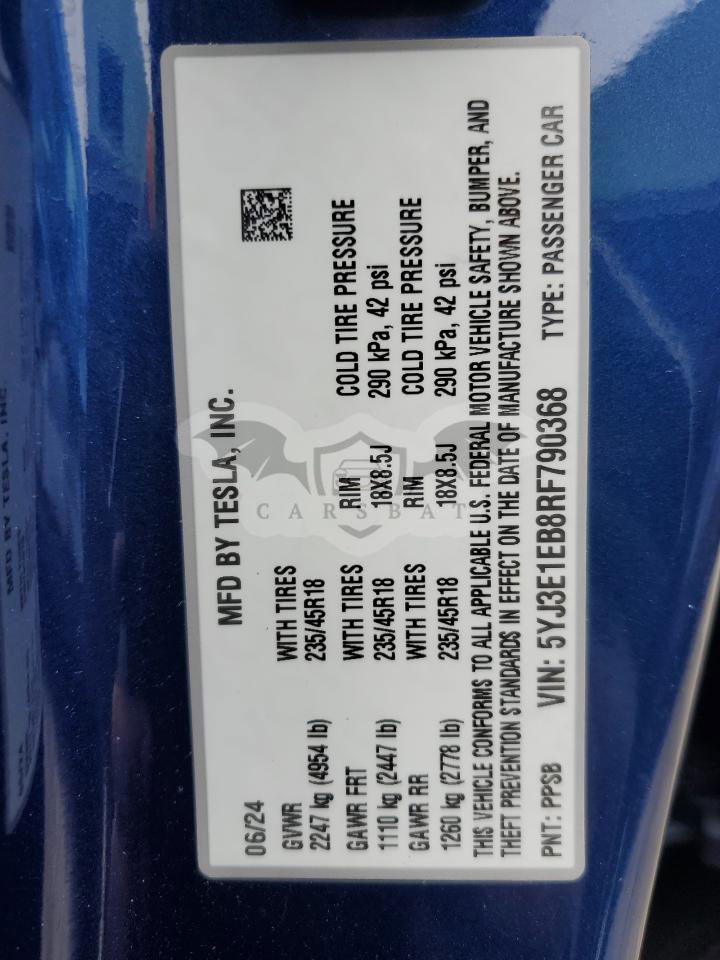 MFD BY TESLA, INC.
06/24
GVWR WITH TIRES
2247 kg (4954 lb) 235/45R18
GAWR FRT WITH TIRES RIM COLD TIRE PRESSURE
1110 kg (2447 lb) 235/45R18 18X8.5J 290 kPa, 42 psi
GAWR RR WITH TIRES RIM COLD TIRE PRESSURE
1260 kg (2778 lb) 235/45R18 18X8.5J 290 kPa, 42 psi
THIS VEHICLE CONFORMS TO ALL APPLICABLE U.S. FEDERAL MOTOR VEHICLE SAFETY, BUMPER, AND
THEFT PREVENTION STANDARDS IN EFFECT ON THE DATE OF MANUFACTURE SHOWN ABOVE.
PNT: PPSB VIN: 5YJ3E1EB8RF790368 TYPE: PASSENGER CAR
CARSBAT
MFD BY TESLA, INC